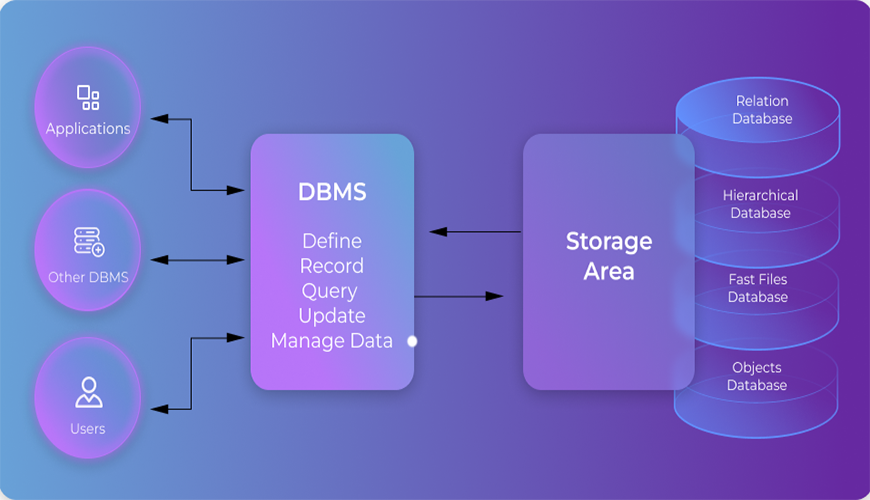 Applications
Other DBMS
Users
DBMS
Define
Record
Query
Update
Manage Data
Storage
Area
Relation
Database
Hierarchical
Database
Fast Files
Database
Objects
Database